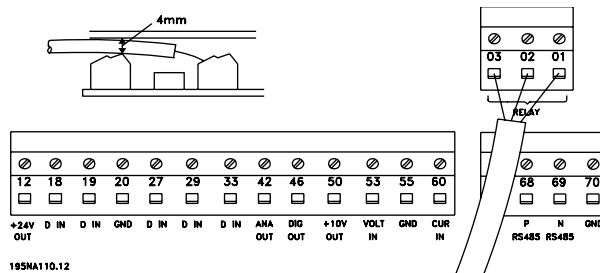 4mm
03 02 01
RELAY
12 18 19 20 27 29 33 42 46 50 53 55 60
68 69 70
+24V OUT D IN D IN GND D IN D IN D IN ANA OUT DIG OUT +10V OUT VOLT IN GND CUR IN
P RS485 N RS485 GND
195NA110.12